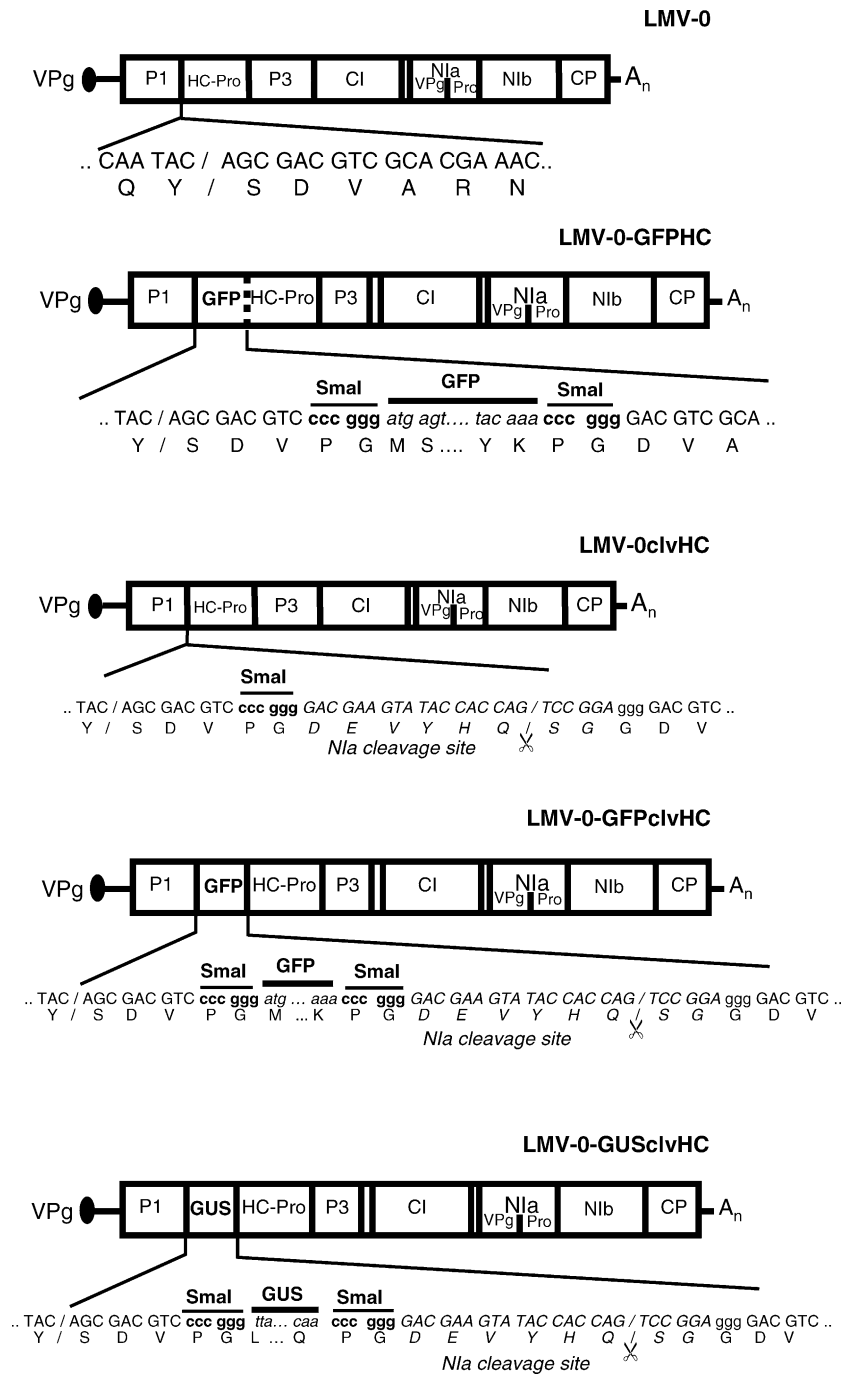 LMV-0
VPg P1 HC-Pro P3 CI NIa VPg Pro NIb CP An
.. CAA TAC / AGC GAC GTC GCA CGA AAC..
Q Y / S D V A R N
LMV-0-GFPHC
VPg P1 GFP HC-Pro P3 CI NIa VPg Pro NIb CP An
SmaI GFP SmaI
.. TAC / AGC GAC GTC ccc ggg atg agt.... tac aaa ccc ggg GAC GTC GCA ..
Y / S D V P G M S .... Y K P G D V A
LMV-0clvHC
VPg P1 HC-Pro P3 CI NIa VPg Pro NIb CP An
SmaI
.. TAC / AGC GAC GTC ccc ggg GAC GAA GTA TAC CAC CAG / TCC GGA ggg GAC GTC ..
Y / S D V P G D E V Y H Q / S G G D V
NIa cleavage site
LMV-0-GFPclvHC
VPg P1 GFP HC-Pro P3 CI NIa VPg Pro NIb CP An
SmaI GFP SmaI
.. TAC / AGC GAC GTC ccc ggg atg ... aaa ccc ggg GAC GAA GTA TAC CAC CAG / TCC GGA ggg GAC GTC ..
Y / S D V P G M ... K P G D E V Y H Q / S G G D V
NIa cleavage site
LMV-0-GUSclvHC
VPg P1 GUS HC-Pro P3 CI NIa VPg Pro NIb CP An
SmaI GUS SmaI
.. TAC / AGC GAC GTC ccc ggg tta... caa ccc ggg GAC GAA GTA TAC CAC CAG / TCC GGA ggg GAC GTC ..
Y / S D V P G L ... Q P G D E V Y H Q / S G G D V
NIa cleavage site